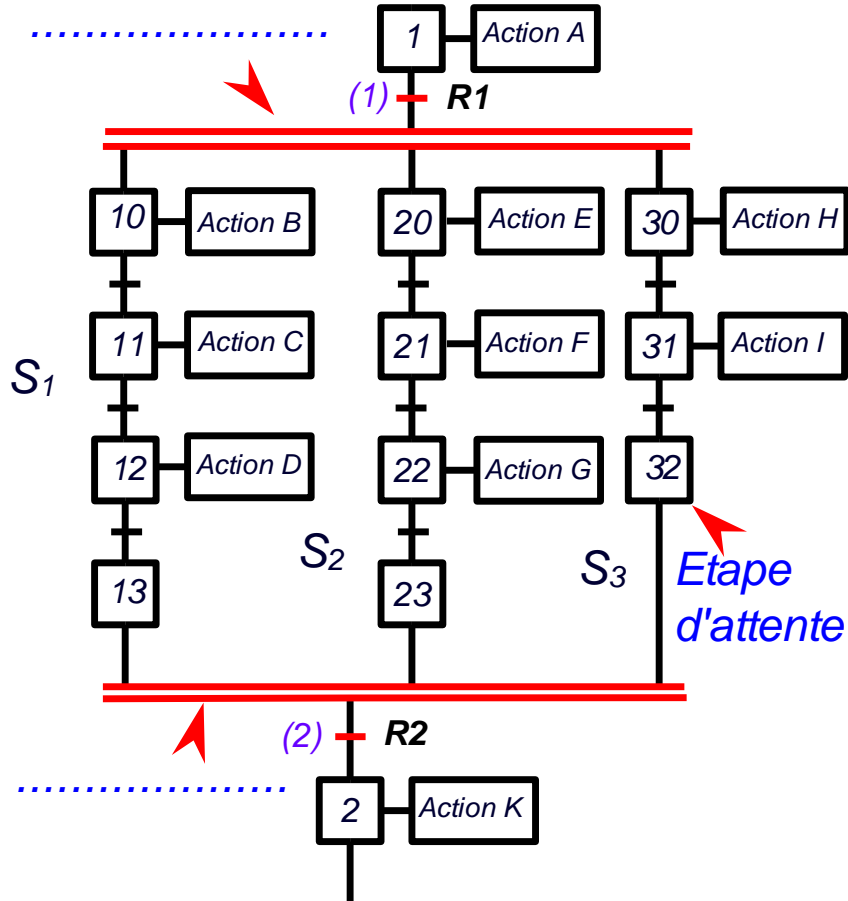 1 Action A
(1) R1
10 Action B 20 Action E 30 Action H
11 Action C 21 Action F 31 Action I
S1
12 Action D 22 Action G 32
S2 S3 Etape
13 23
d'attente
(2) R2
2 Action K